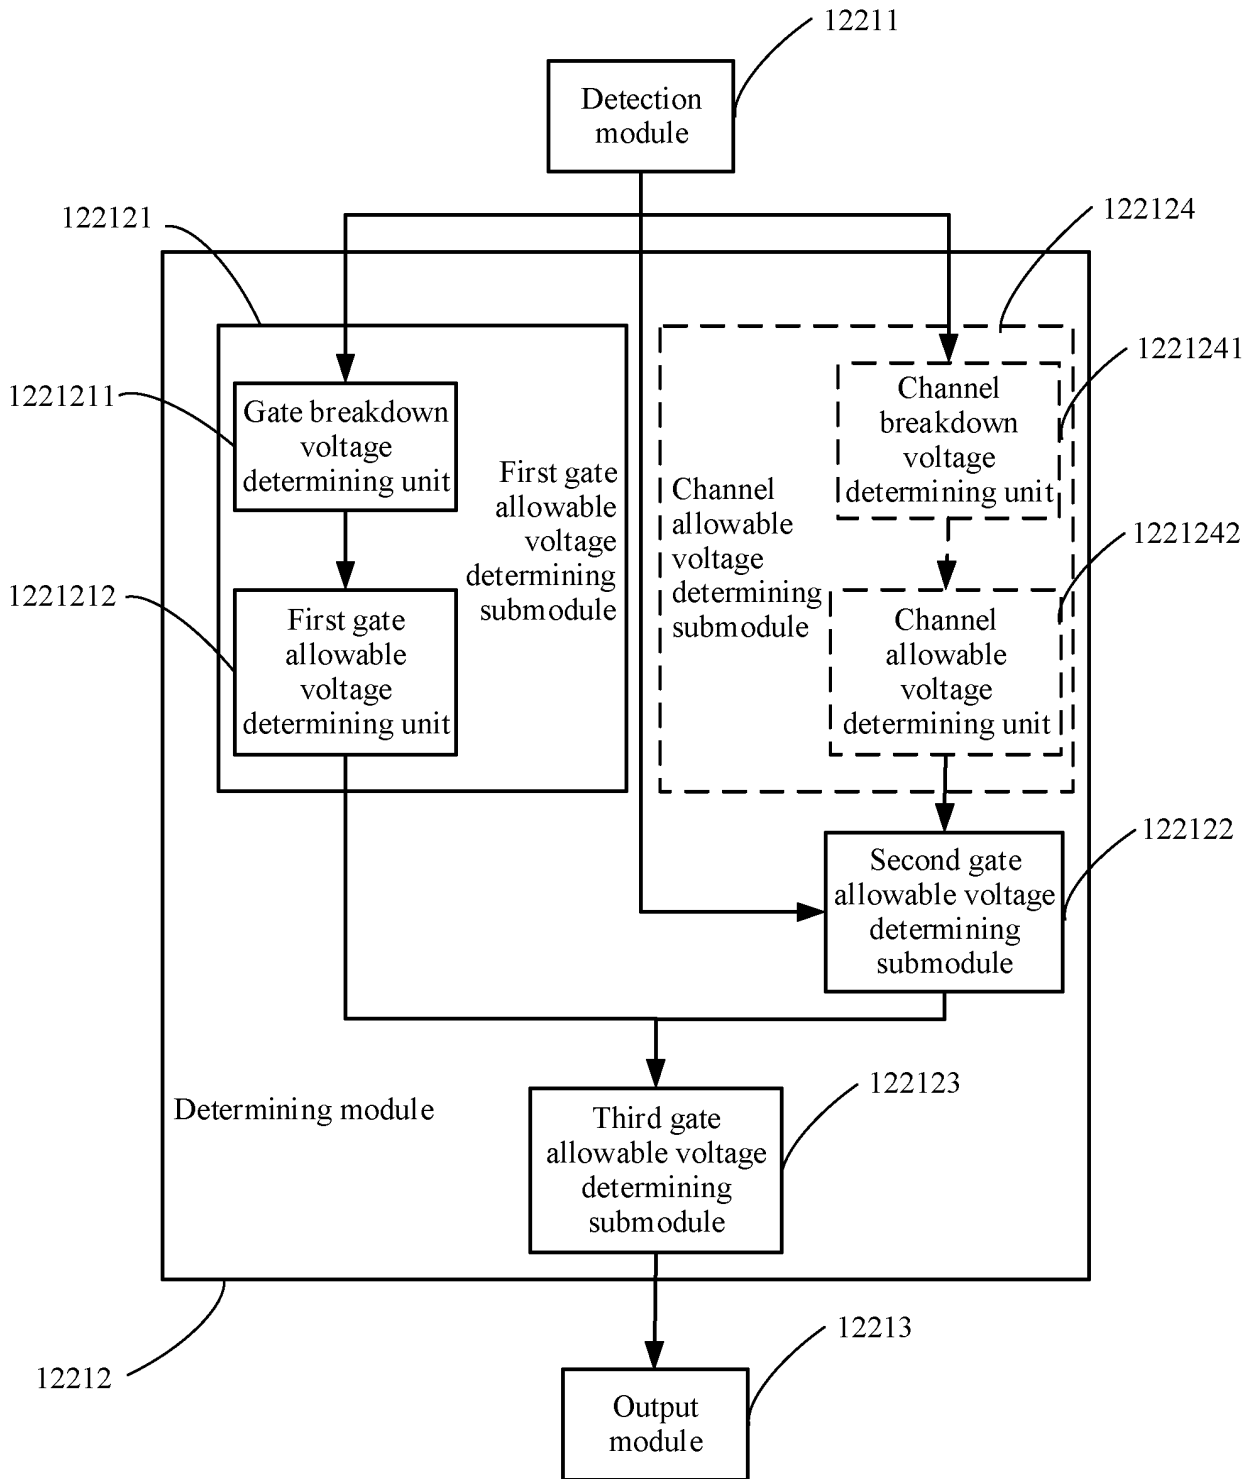 12211
Detection
module
122121
122124
1221211
Gate breakdown
voltage
determining unit
First gate
allowable
voltage
determining
submodule
Channel
allowable
voltage
determining
submodule
Channel
breakdown
voltage
determining unit
1221241
1221242
1221212
First gate
allowable
voltage
determining unit
Channel
allowable
voltage
determining unit
122122
Second gate
allowable voltage
determining
submodule
122123
Determining module
Third gate
allowable voltage
determining
submodule
12212
12213
Output
module